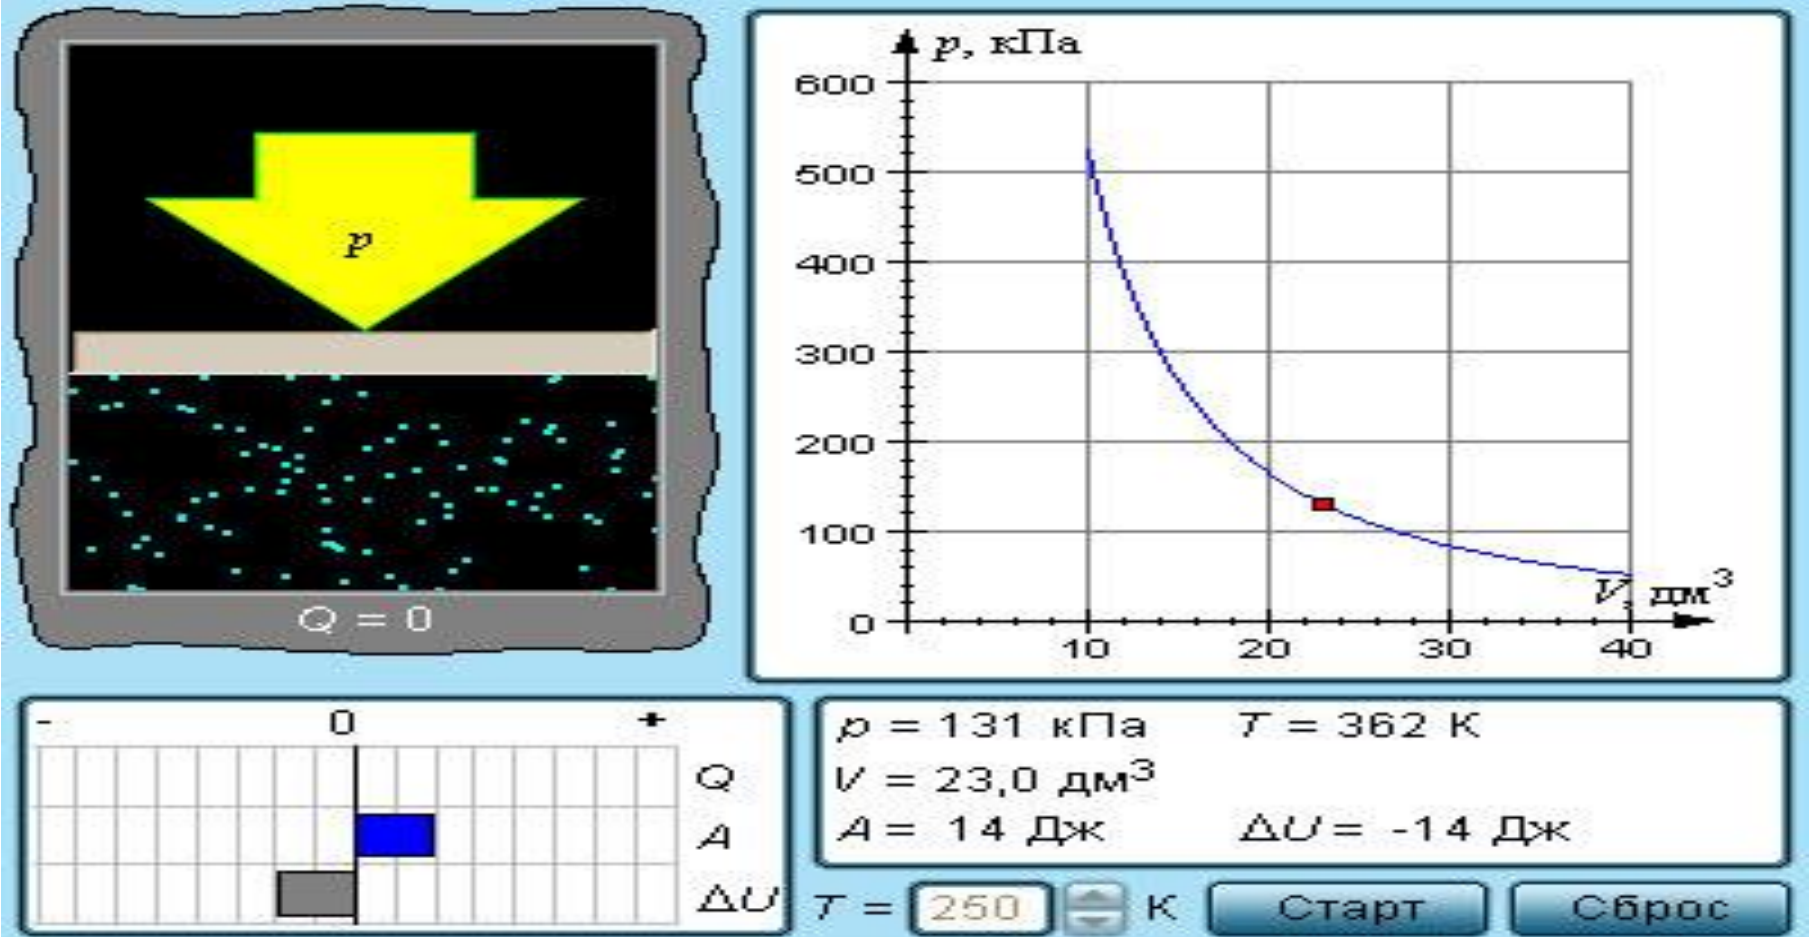 p
Q = 0
p, кПа
600
500
400
300
200
100
0
10 20 30 40
V, дм³
- 0 +
Q
A
ΔU
p = 131 кПа T = 362 К
V = 23,0 дм³
A = 14 Дж ΔU = -14 Дж
T = 250 К Старт Сброс